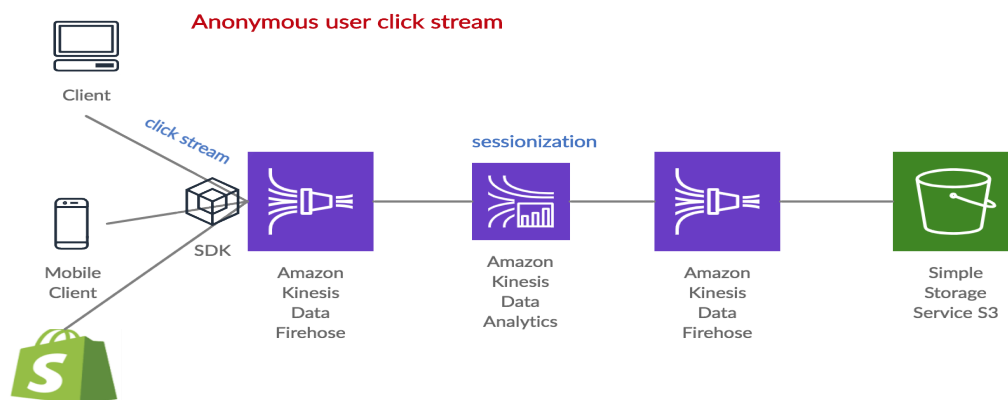 Anonymous user click stream
Client
click stream
sessionization
SDK
Mobile
Client
Amazon
Kinesis
Data
Firehose
Amazon
Kinesis
Data
Analytics
Amazon
Kinesis
Data
Firehose
Simple
Storage
Service S3
S